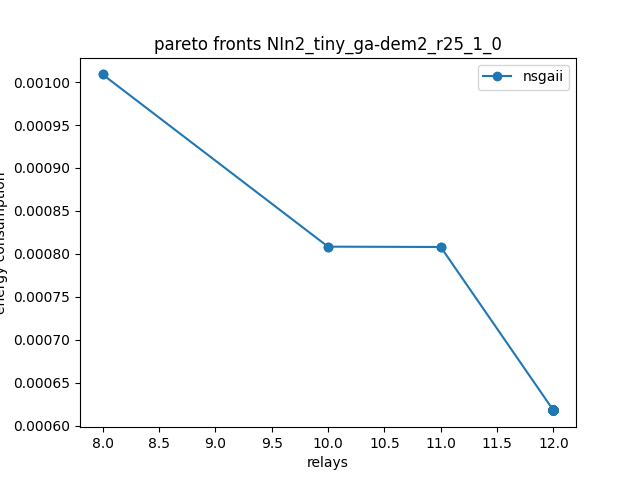 pareto fronts NIn2_tiny_ga-dem2_r25_1_0
nsgaii
0.00100
0.00095
0.00090
0.00085
0.00080
0.00075
0.00070
0.00065
0.00060
energy consumption
8.0 8.5 9.0 9.5 10.0 10.5 11.0 11.5 12.0
relays